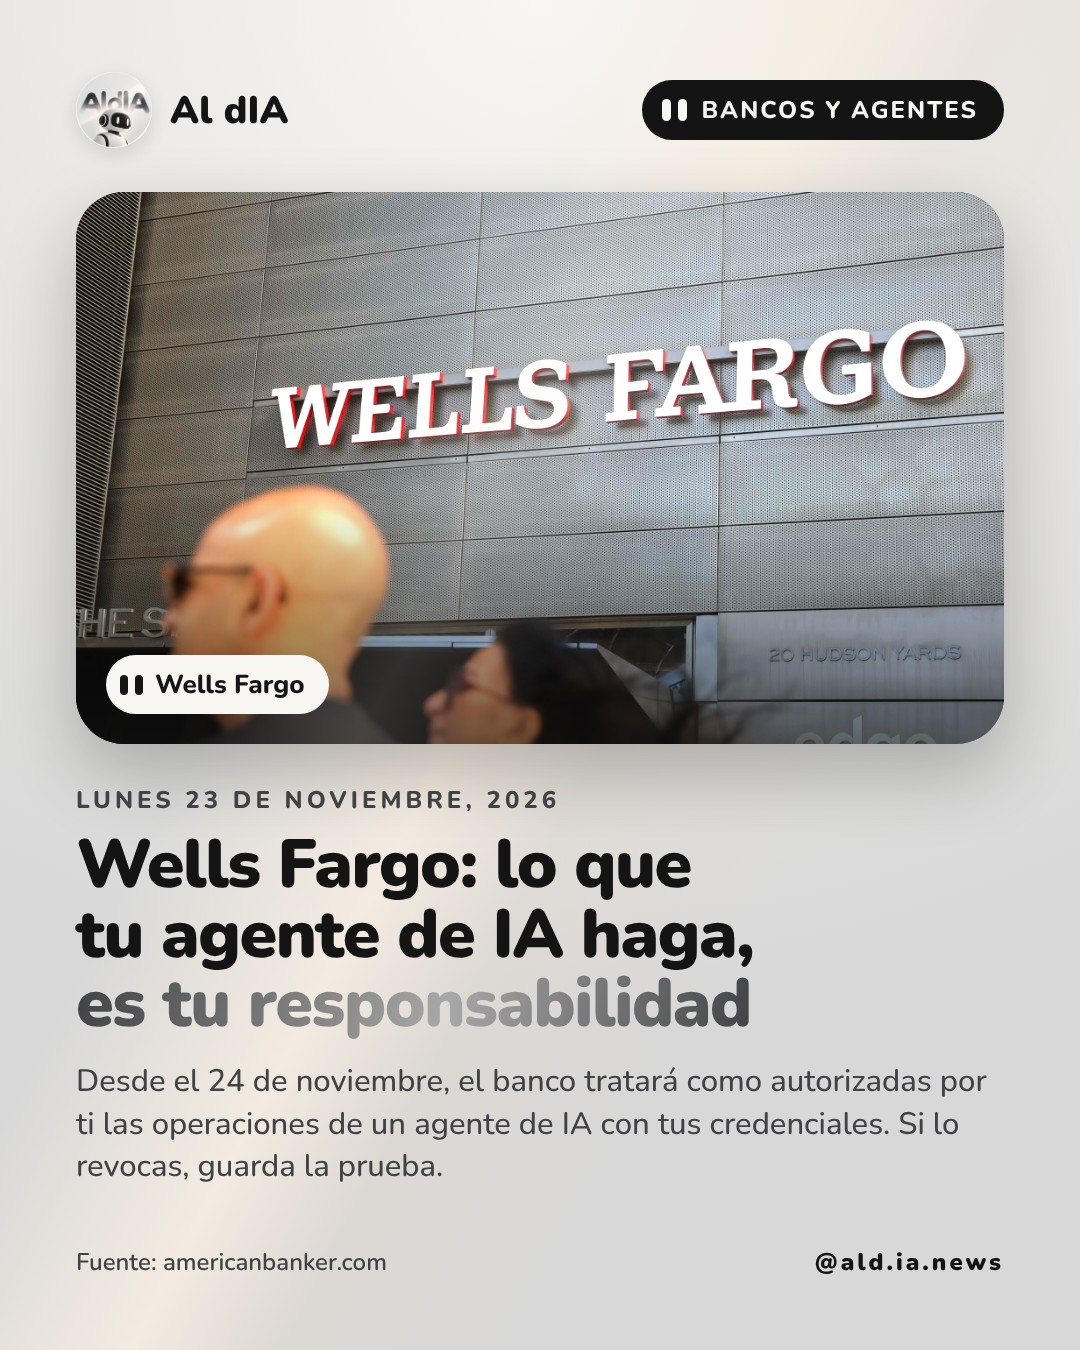 AldIA
Al dIA
BANCOS Y AGENTES
WELLS FARGO
THE S
20 HUDSON YARDS
edge
Wells Fargo
LUNES 23 DE NOVIEMBRE, 2026
Wells Fargo: lo que
tu agente de IA haga,
es tu responsabilidad
Desde el 24 de noviembre, el banco tratará como autorizadas por
ti las operaciones de un agente de IA con tus credenciales. Si lo
revocas, guarda la prueba.
Fuente: americanbanker.com
@ald.ia.news